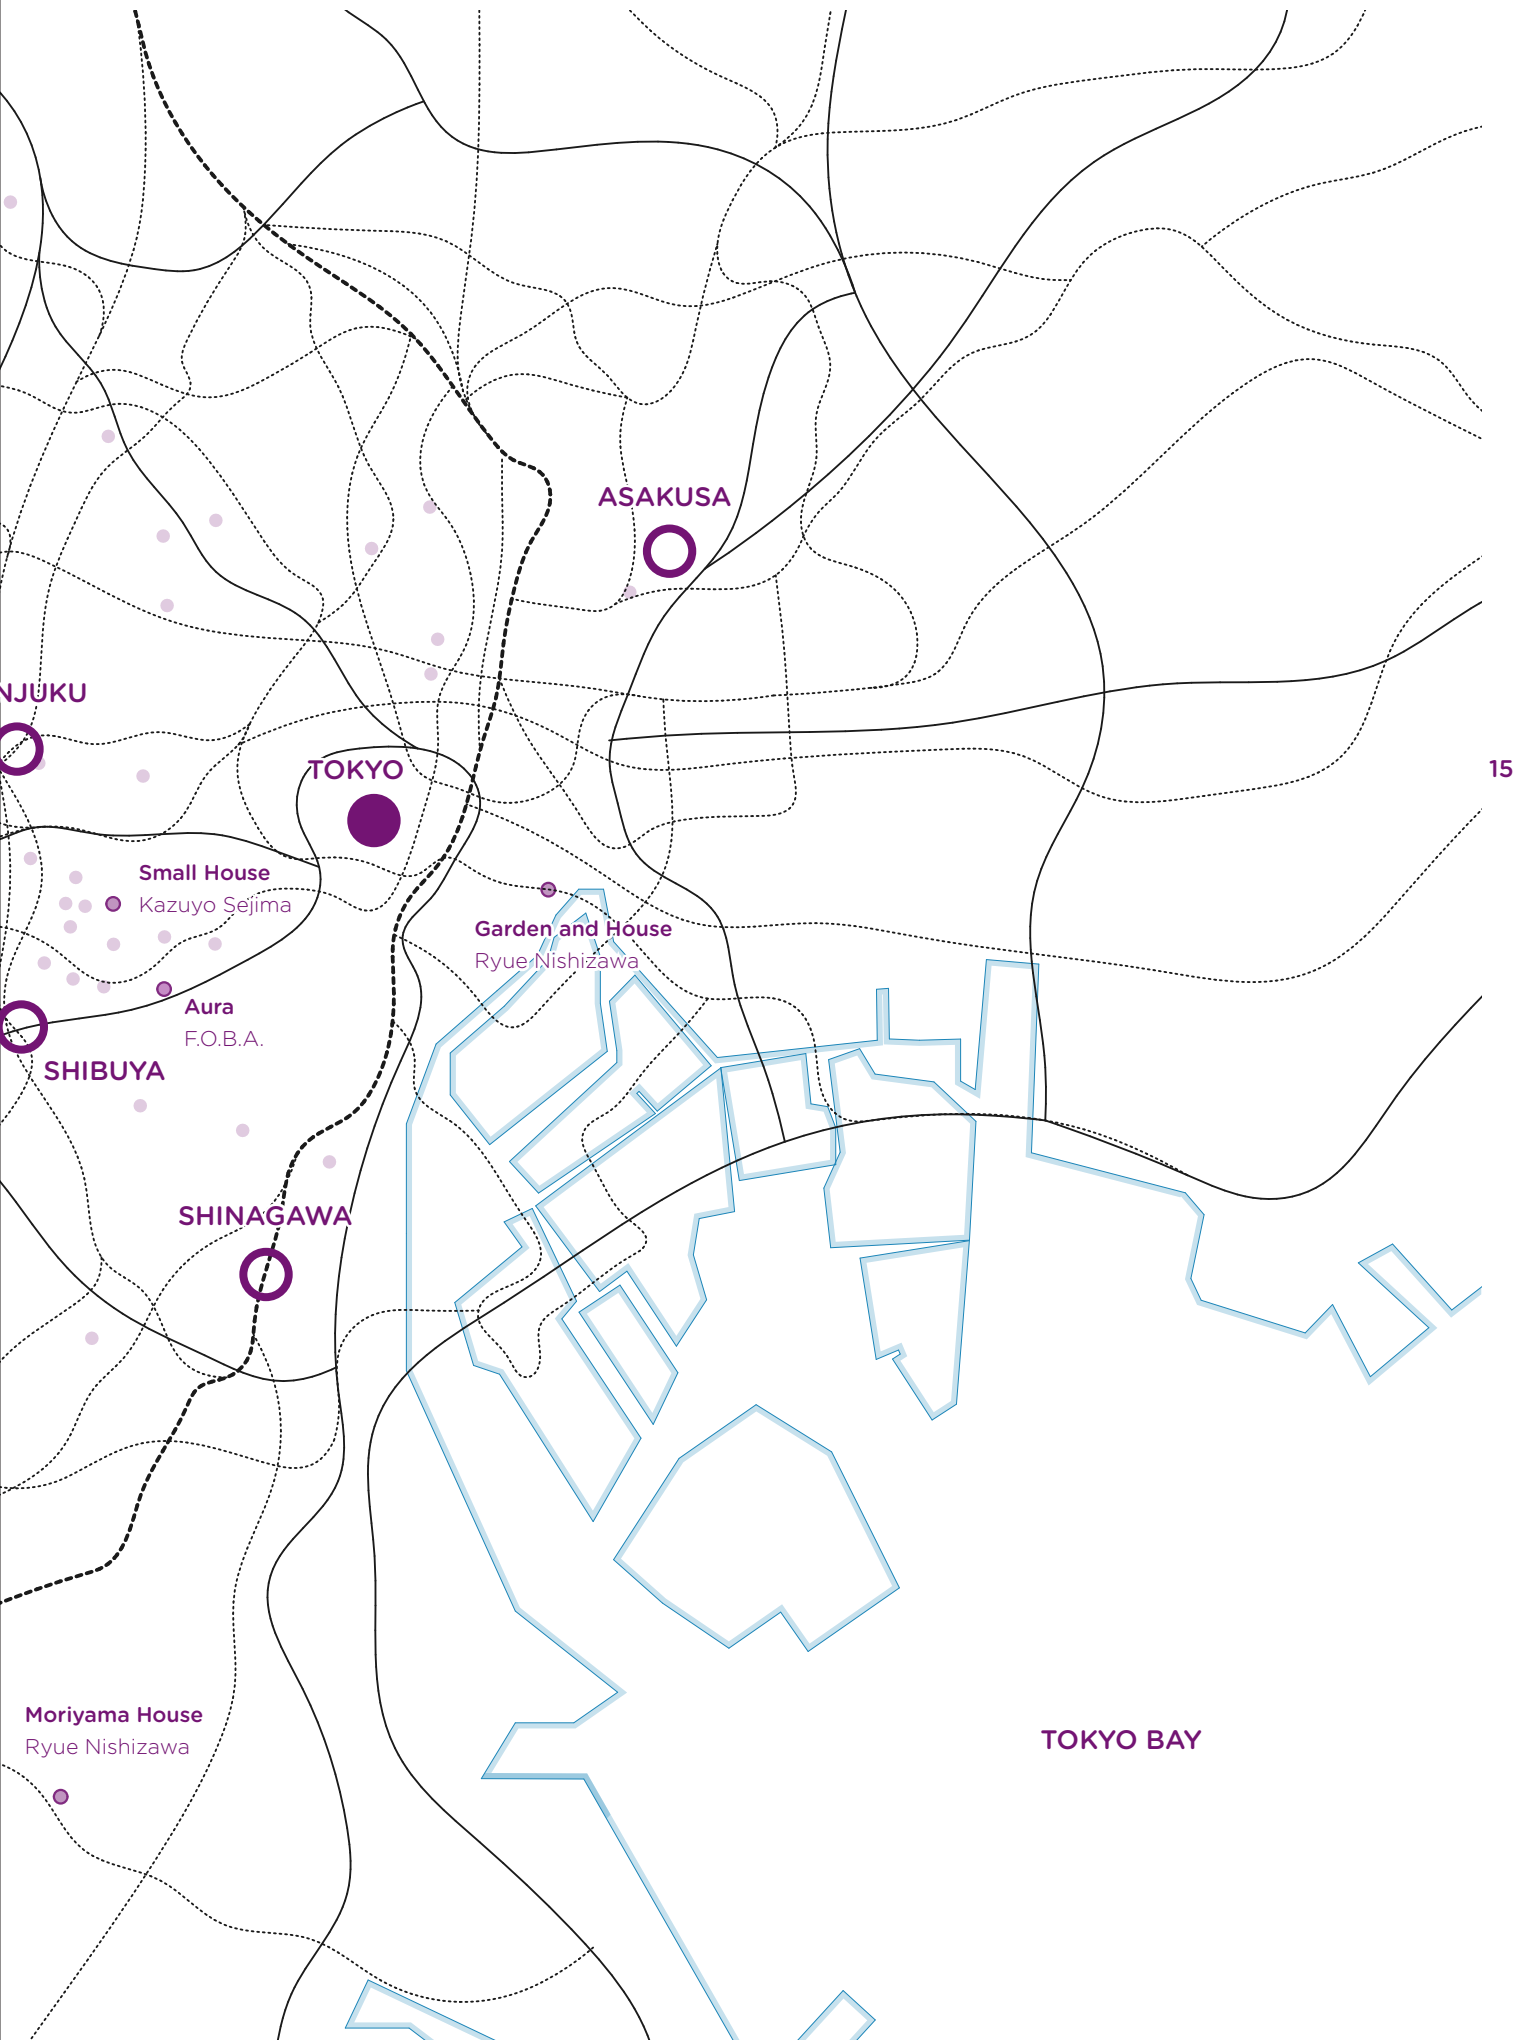 ASAKUSA
NJUKU
TOKYO
15
Small House
Kazuyo Sejima
Garden and House
Ryue Nishizawa
Aura
F.O.B.A.
SHIBUYA
SHINAGAWA
Moriyama House
Ryue Nishizawa
TOKYO BAY